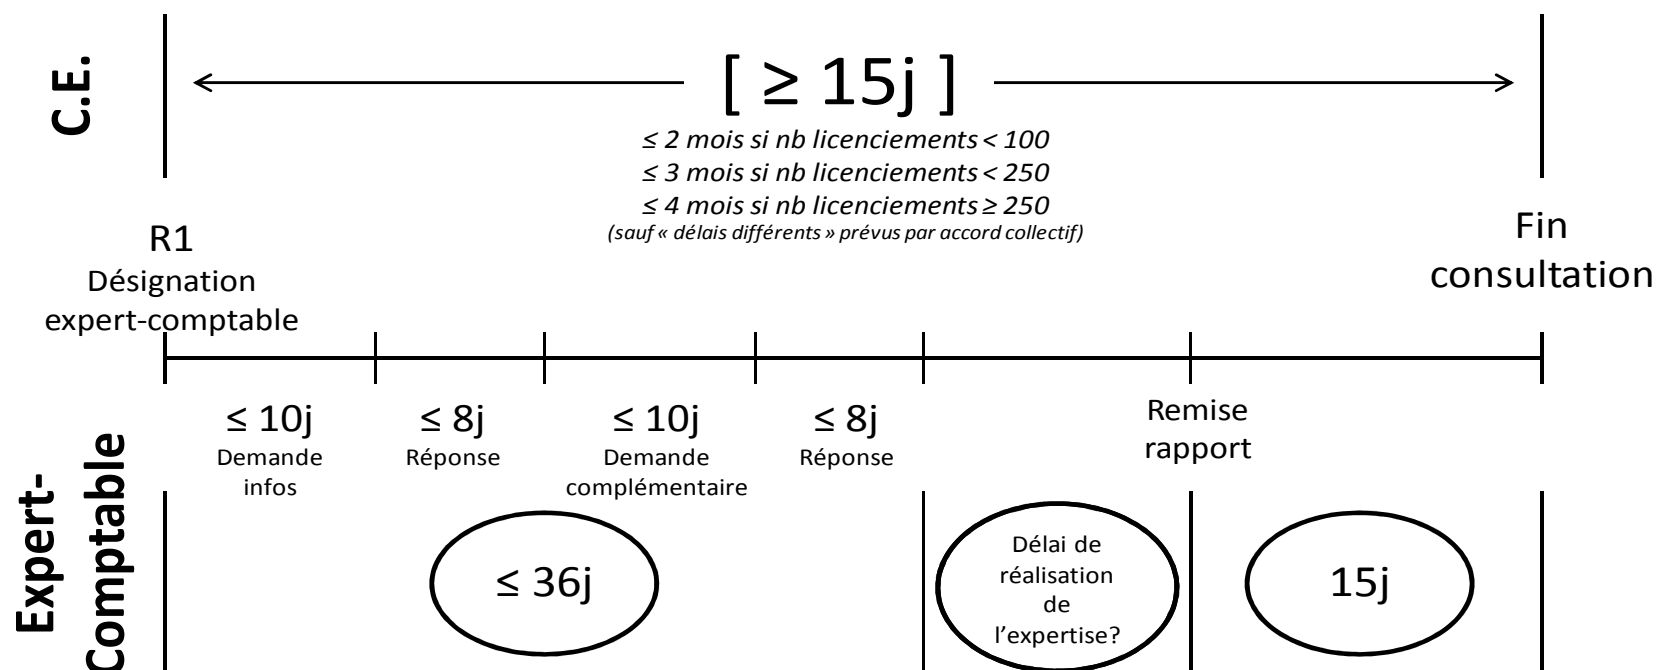 C.E.
[ ≥ 15j ]
≤ 2 mois si nb licenciements < 100
≤ 3 mois si nb licenciements < 250
≤ 4 mois si nb licenciements ≥ 250
(sauf « délais différents » prévus par accord collectif)
R1
Désignation
expert-comptable
Fin
consultation
Expert-
Comptable
≤ 10j
Demande
infos
≤ 8j
Réponse
≤ 10j
Demande
complémentaire
≤ 8j
Réponse
Remise
rapport
≤ 36j
Délai de
réalisation
de
l'expertise?
15j